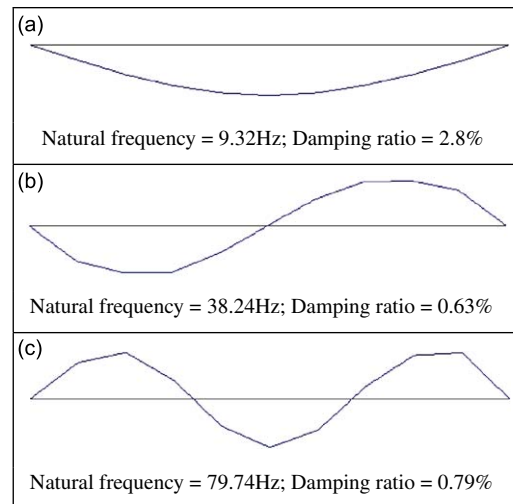 (a)
Natural frequency = 9.32Hz; Damping ratio = 2.8%
(b)
Natural frequency = 38.24Hz; Damping ratio = 0.63%
(c)
Natural frequency = 79.74Hz; Damping ratio = 0.79%